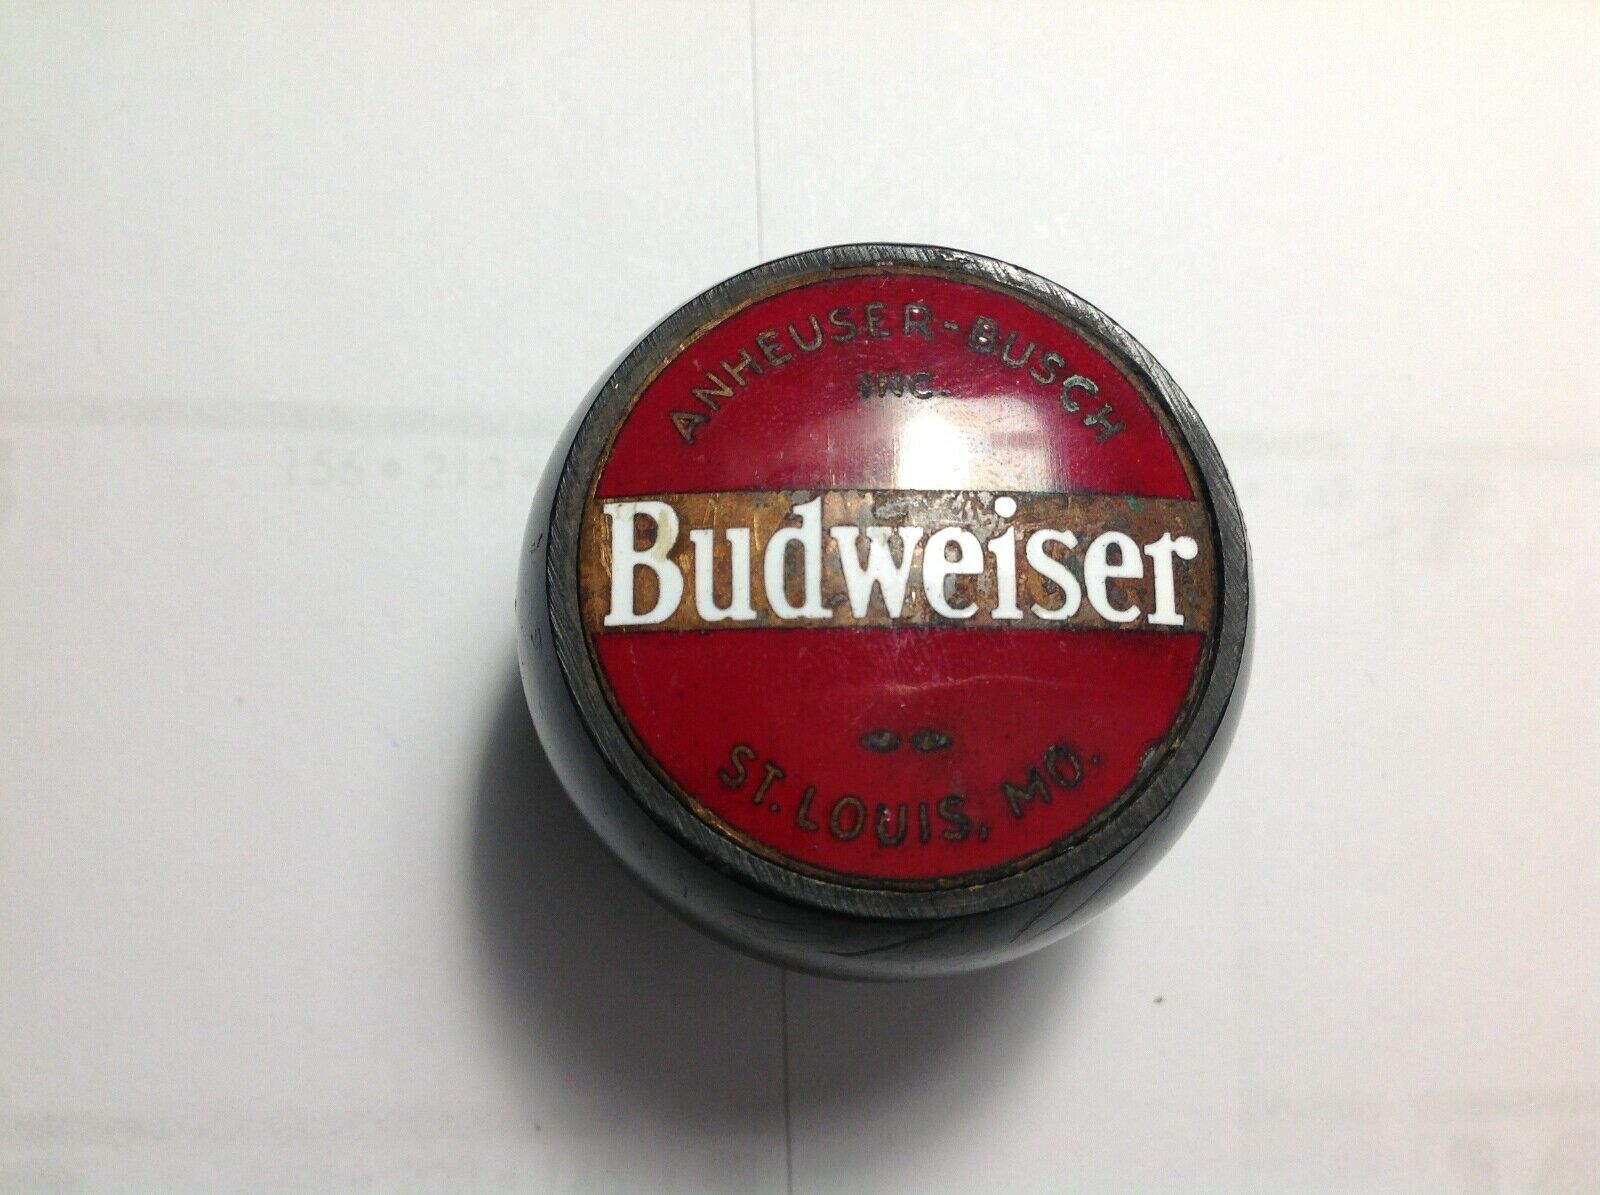 ANHEUSER-BUSCH
INC.
Budweiser
ST. LOUIS, MO.